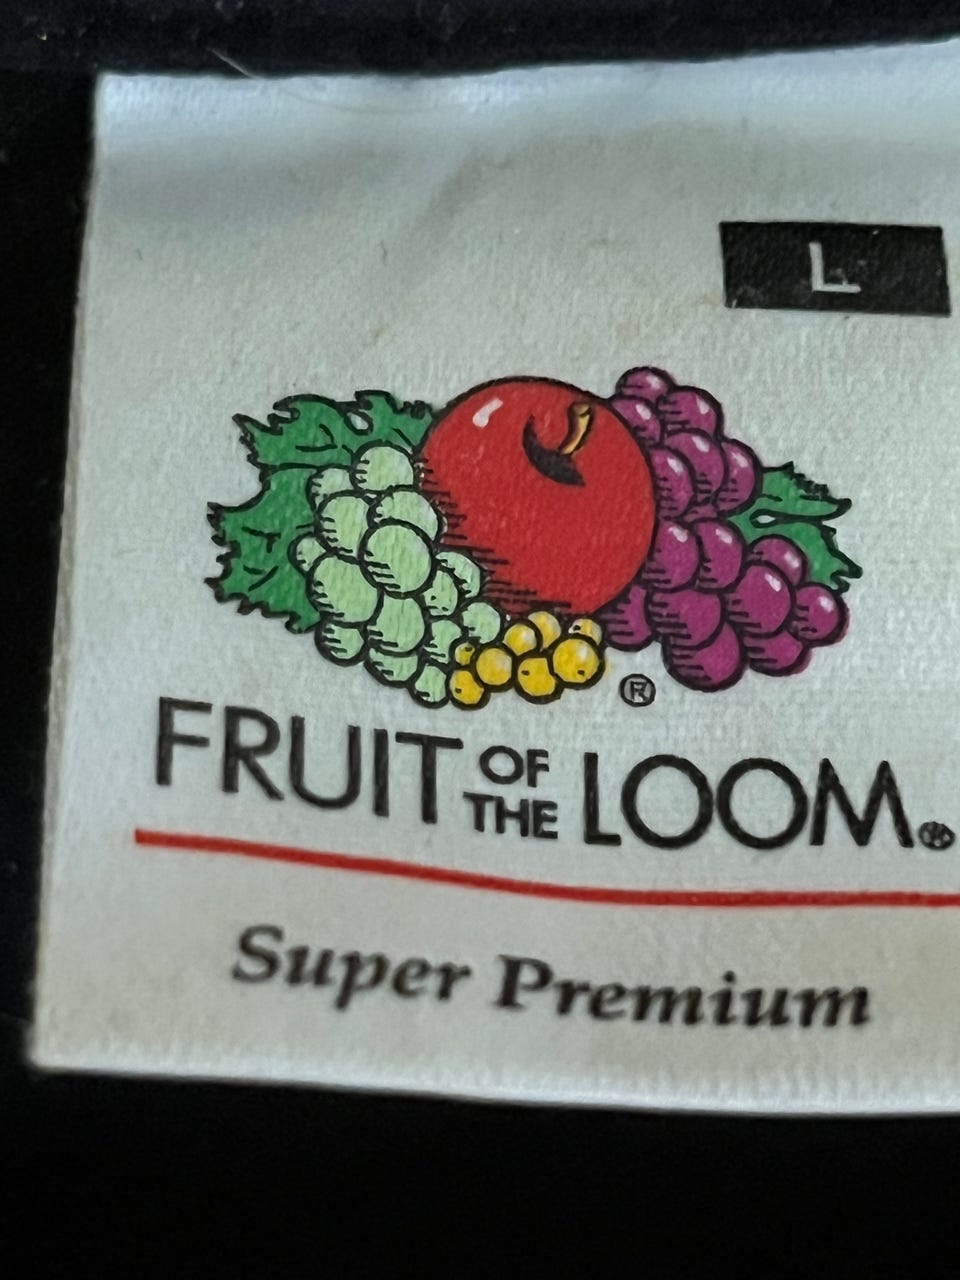 L
®
FRUIT OF THE LOOM®
Super Premium